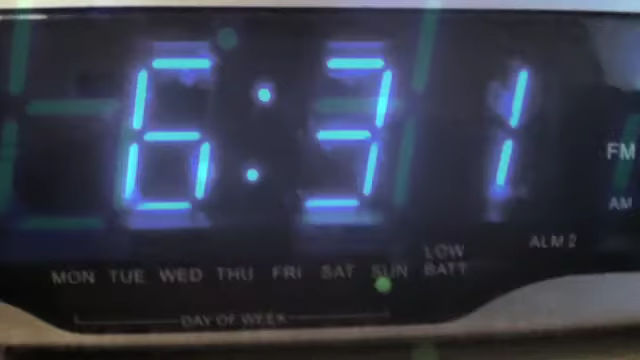 6:31
FM
AM
ALM 2
LOW
BATT
MON TUE WED THU FRI SAT SUN
DAY OF WEEK